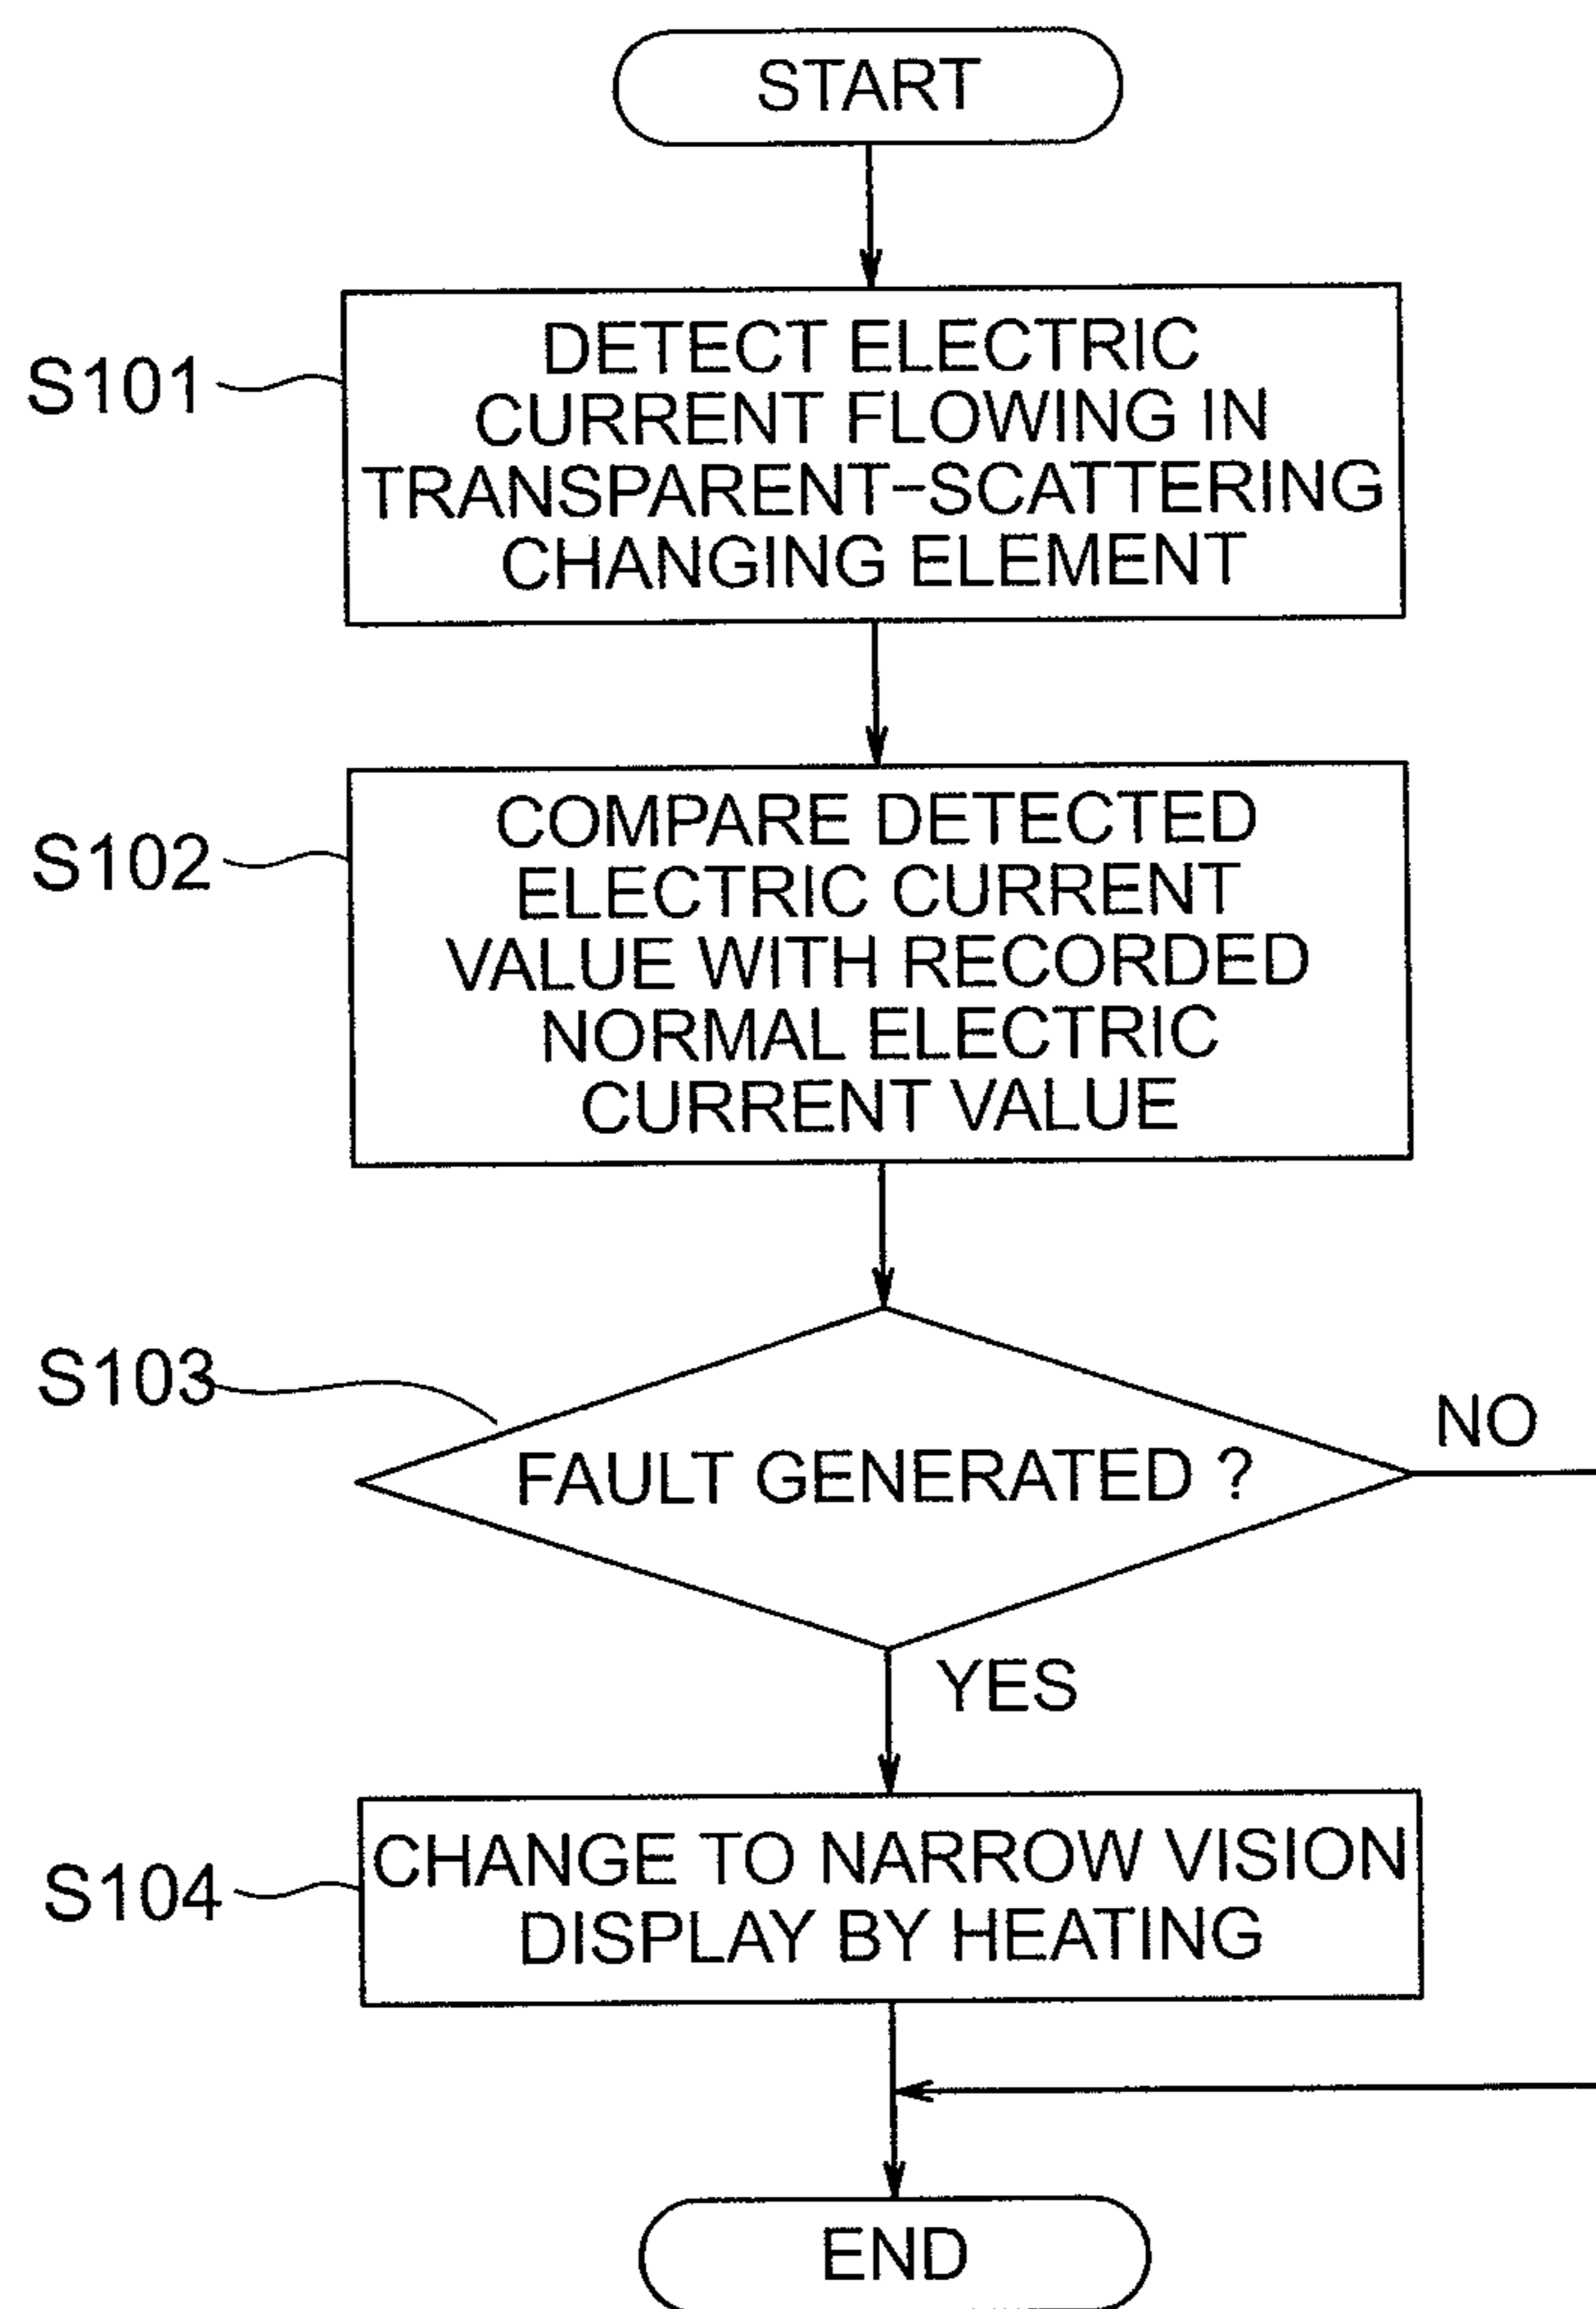 START
S101
DETECT ELECTRIC
CURRENT FLOWING IN
TRANSPARENT-SCATTERING
CHANGING ELEMENT
S102
COMPARE DETECTED
ELECTRIC CURRENT
VALUE WITH RECORDED
NORMAL ELECTRIC
CURRENT VALUE
S103
FAULT GENERATED ?
NO
YES
S104
CHANGE TO NARROW VISION
DISPLAY BY HEATING
END